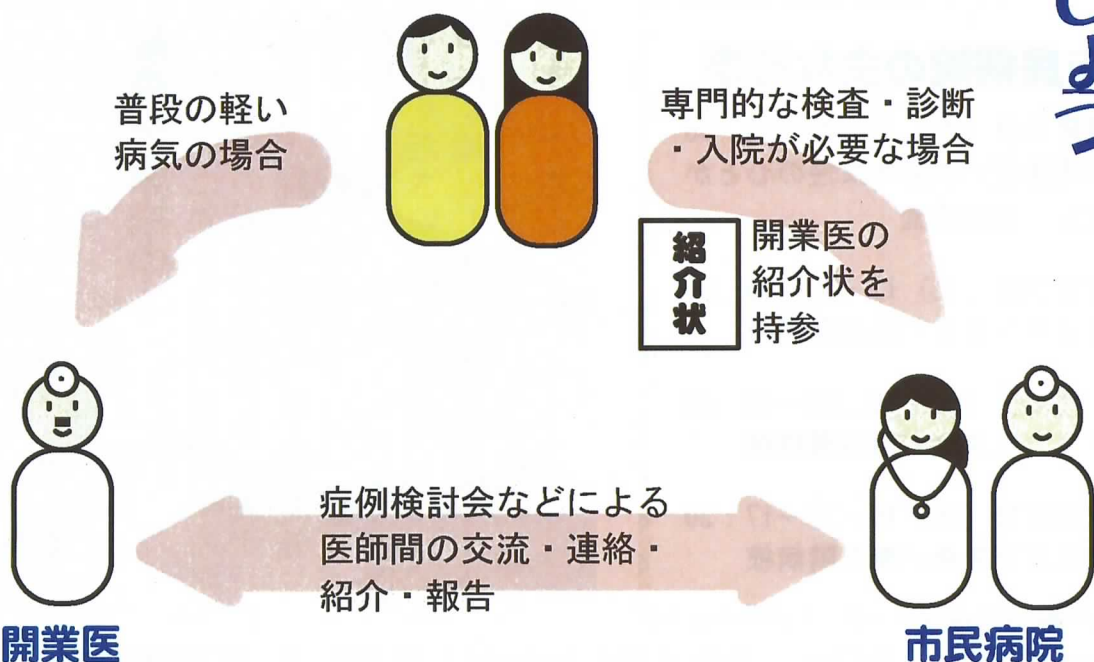 普段の軽い
病気の場合
専門的な検査・診断
・入院が必要な場合
紹介状
開業医の
紹介状を
持参
症例検討会などによる
医師間の交流・連絡・
紹介・報告
開業医
市民病院